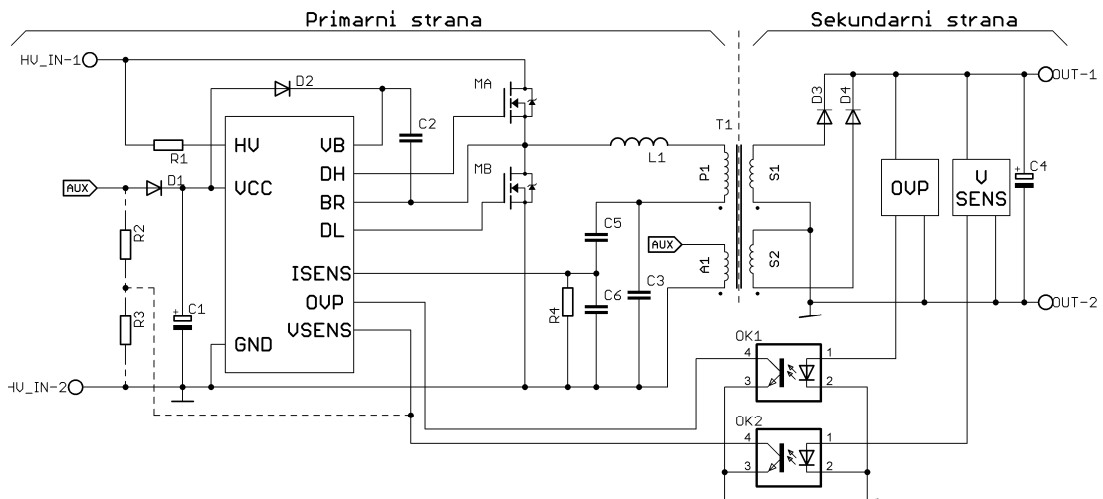 Primarni strana
Sekundarni strana
HV_IN-1
D2
MA
OUT-1
D3
D4
C2
T1
HV
VB
R1
L1
DH
MB
P1
S1
OVP
V
SENS
C4
AUX
D1
VCC
BR
DL
R2
C5
AUX
A1
S2
ISENS
C3
OVP
C6
R4
OUT-2
R3
C1
VSENS
GND
OK1
4
1
3
2
HV_IN-2
OK2
4
1
3
2